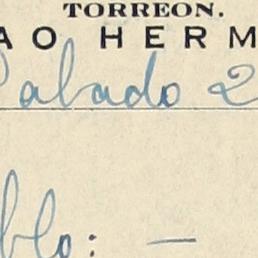 TORREON.
AO HERM
Sabado 2
blo: —